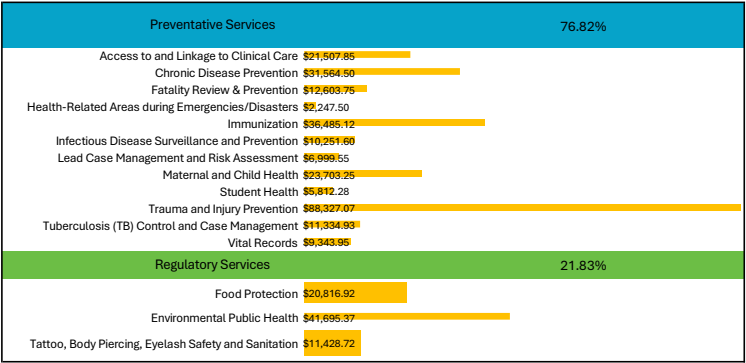 Preventative Services 76.82%
Access to and Linkage to Clinical Care $21,507.85
Chronic Disease Prevention $31,564.50
Fatality Review & Prevention $12,603.75
Health-Related Areas during Emergencies/Disasters $2,247.50
Immunization $36,485.12
Infectious Disease Surveillance and Prevention $10,251.60
Lead Case Management and Risk Assessment $6,999.55
Maternal and Child Health $23,703.25
Student Health $5,812.28
Trauma and Injury Prevention $88,327.07
Tuberculosis (TB) Control and Case Management $11,334.93
Vital Records $9,343.95
Regulatory Services 21.83%
Food Protection $20,816.92
Environmental Public Health $41,695.37
Tattoo, Body Piercing, Eyelash Safety and Sanitation $11,428.72